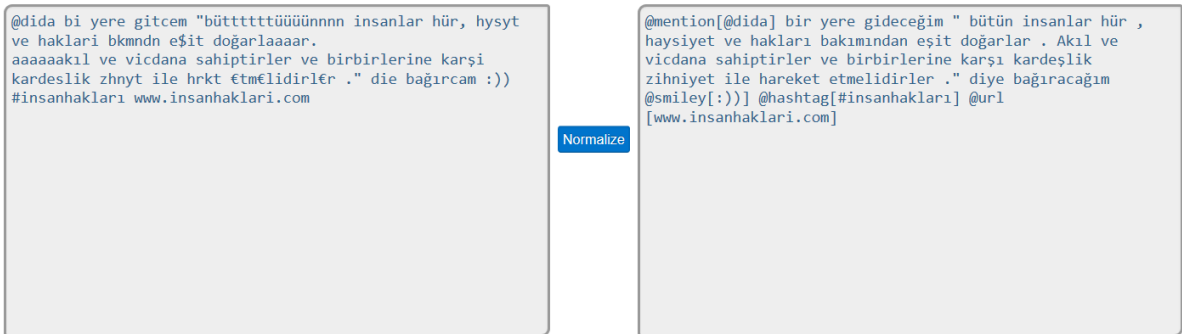 @dida bi yere gitcem "büttttttüüüünnnn insanlar hür, hysyt
ve haklari bkmndn e$it doğarlaaaar.
aaaaaakıl ve vicdana sahiptirler ve birbirlerine karşi
kardeslik zhnyt ile hrkt €tm€lidirl€r ." die bağırcam :))
#insanhakları www.insanhaklari.com
Normalize
@mention[@dida] bir yere gideceğim " bütün insanlar hür ,
haysiyet ve hakları bakımından eşit doğarlar . Akıl ve
vicdana sahiptirler ve birbirlerine karşı kardeşlik
zihniyet ile hareket etmelidirler ." diye bağıracağım
@smiley[:))] @hashtag[#insanhakları] @url
[www.insanhaklari.com]